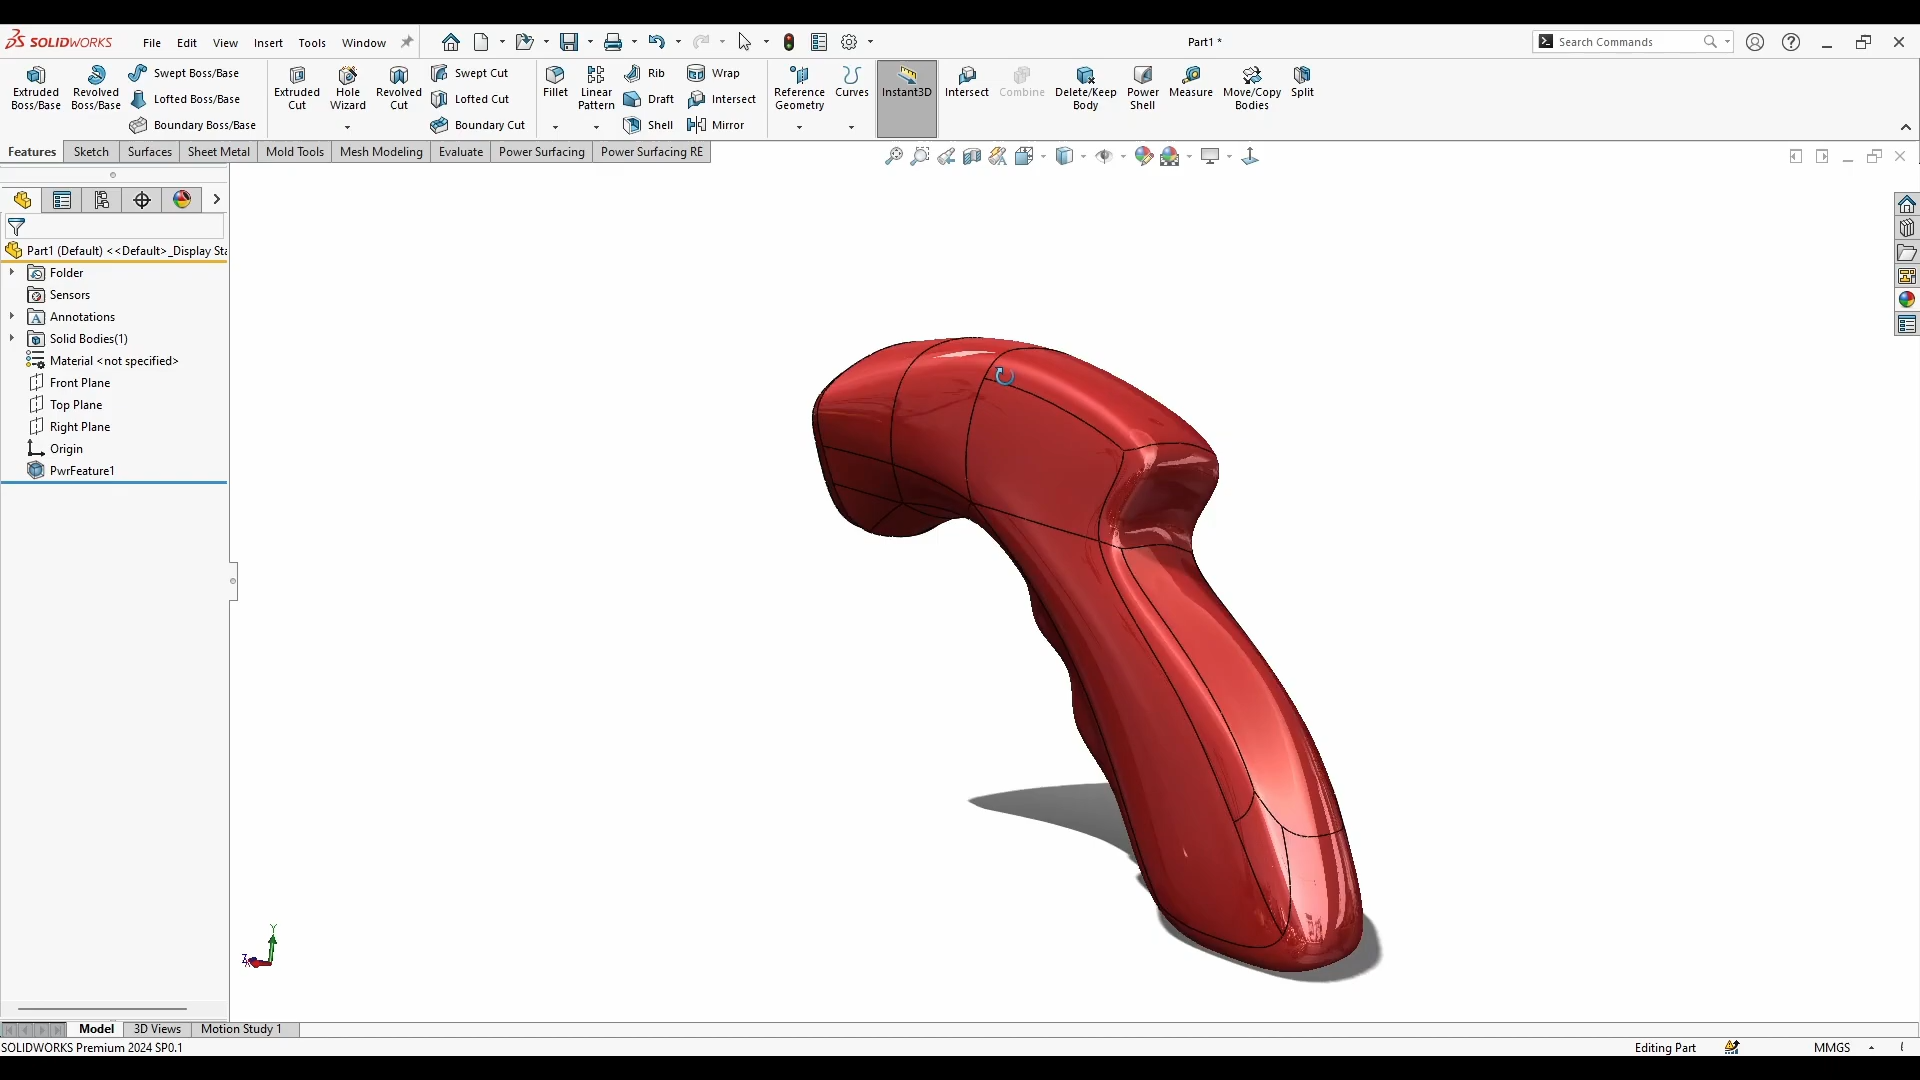 SOLIDWORKS File Edit View Insert Tools Window Part1 * Search Commands
Extruded Boss/Base
Revolved Boss/Base
Swept Boss/Base
Lofted Boss/Base
Boundary Boss/Base
Extruded Cut
Hole Wizard
Revolved Cut
Swept Cut
Lofted Cut
Boundary Cut
Fillet
Linear Pattern
Rib
Draft
Shell
Wrap
Intersect
Mirror
Reference Geometry
Curves
Instant3D
Intersect
Combine
Delete/Keep Body
Power Shell
Measure
Move/Copy Bodies
Split
Features Sketch Surfaces Sheet Metal Mold Tools Mesh Modeling Evaluate Power Surfacing Power Surfacing RE
Part1 (Default) <<Default>_Display Sta
Folder
Sensors
Annotations
Solid Bodies(1)
Material <not specified>
Front Plane
Top Plane
Right Plane
Origin
PwrFeature1
Y
Z
Model 3D Views Motion Study 1
SOLIDWORKS Premium 2024 SP0.1 Editing Part MMGS